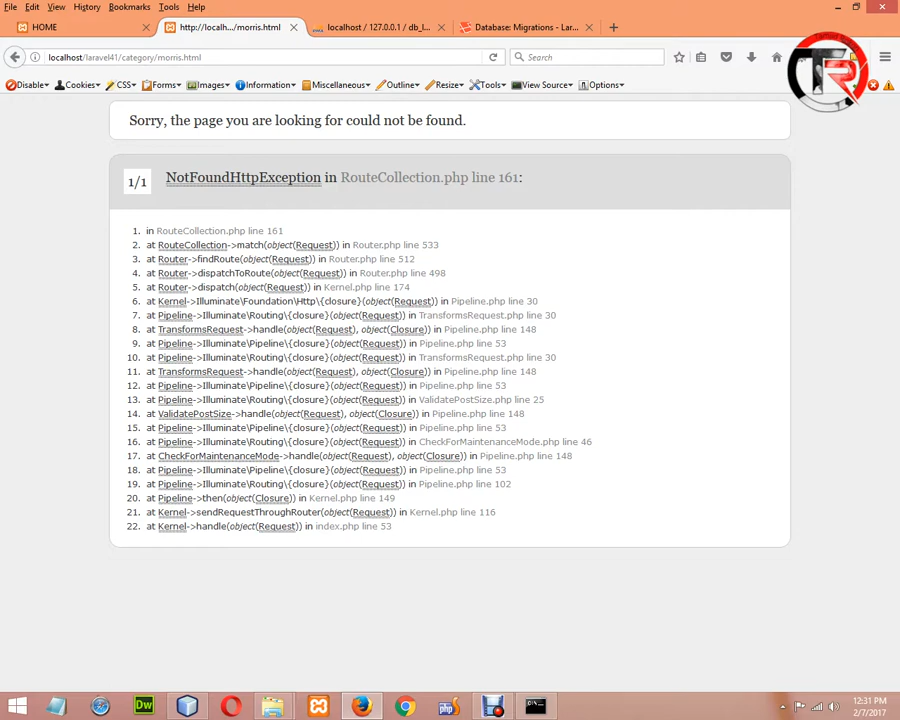 File Edit View History Bookmarks Tools Help
HOME × http://localh.../morris.html × localhost / 127.0.0.1 / db_l... × Database: Migrations - Lar... × +
localhost/laravel41/category/morris.html Search
Disable Cookies CSS Forms Images Information Miscellaneous Outline Resize Tools View Source Options
Sorry, the page you are looking for could not be found.
1/1 NotFoundHttpException in RouteCollection.php line 161:
1. in RouteCollection.php line 161
2. at RouteCollection->match(object(Request)) in Router.php line 533
3. at Router->findRoute(object(Request)) in Router.php line 512
4. at Router->dispatchToRoute(object(Request)) in Router.php line 498
5. at Router->dispatch(object(Request)) in Kernel.php line 174
6. at Kernel->Illuminate\Foundation\Http\{closure}(object(Request)) in Pipeline.php line 30
7. at Pipeline->Illuminate\Routing\{closure}(object(Request)) in TransformsRequest.php line 30
8. at TransformsRequest->handle(object(Request), object(Closure)) in Pipeline.php line 148
9. at Pipeline->Illuminate\Pipeline\{closure}(object(Request)) in Pipeline.php line 53
10. at Pipeline->Illuminate\Routing\{closure}(object(Request)) in TransformsRequest.php line 30
11. at TransformsRequest->handle(object(Request), object(Closure)) in Pipeline.php line 148
12. at Pipeline->Illuminate\Pipeline\{closure}(object(Request)) in Pipeline.php line 53
13. at Pipeline->Illuminate\Routing\{closure}(object(Request)) in ValidatePostSize.php line 25
14. at ValidatePostSize->handle(object(Request), object(Closure)) in Pipeline.php line 148
15. at Pipeline->Illuminate\Pipeline\{closure}(object(Request)) in Pipeline.php line 53
16. at Pipeline->Illuminate\Routing\{closure}(object(Request)) in CheckForMaintenanceMode.php line 46
17. at CheckForMaintenanceMode->handle(object(Request), object(Closure)) in Pipeline.php line 148
18. at Pipeline->Illuminate\Pipeline\{closure}(object(Request)) in Pipeline.php line 53
19. at Pipeline->Illuminate\Routing\{closure}(object(Request)) in Pipeline.php line 102
20. at Pipeline->then(object(Closure)) in Kernel.php line 149
21. at Kernel->sendRequestThroughRouter(object(Request)) in Kernel.php line 116
22. at Kernel->handle(object(Request)) in index.php line 53
Dw php 12:31 PM
2/7/2017